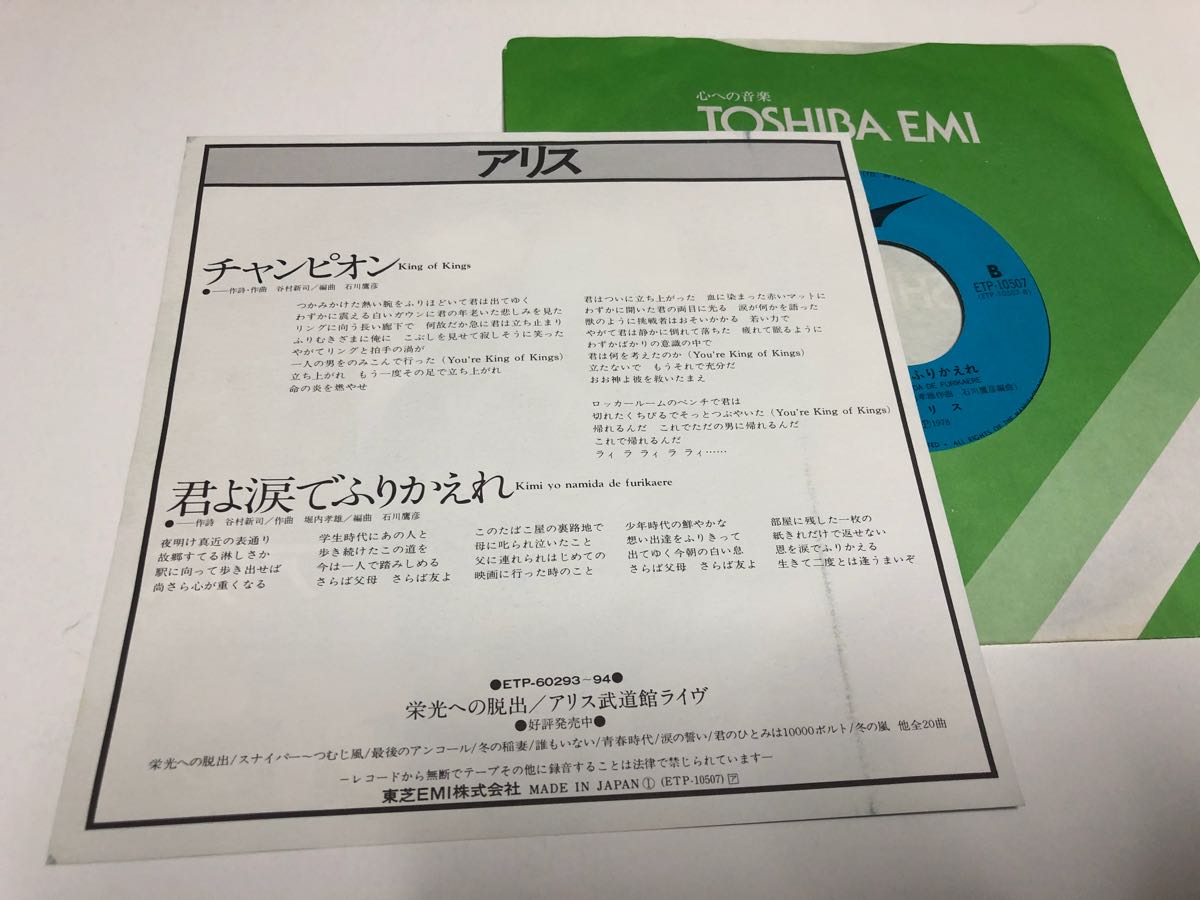 心への音楽
TOSHIBA EMI
アリス
チャンピオン King of Kings
●——作詩・作曲 谷村新司／編曲 石川鷹彦
つかみかけた熱い腕をふりほどいて君は出てゆく
わずかに震える白いガウンに君の年老いた悲しみを見た
リングに向う長い廊下で 何故だか急に君は立ち止まり
ふりむきざまに俺に こぶしを見せて寂しそうに笑った
やがてリングと拍手の渦が
一人の男をのみこんで行った (You're King of Kings)
立ち上がれ もう一度その足で立ち上がれ
命の炎を燃やせ
君はついに立ち上がった 血に染まった赤いマットに
わずかに開いた君の両目に光る 涙が何かを語った
獣のように挑戦者はおそいかかる 若い力で
やがて君は静かに倒れて落ちた 疲れて眠るように
わずかばかりの意識の中で
君は何を考えたのか (You're King of Kings)
立たないで もうそれで充分だ
おお神よ彼を救いたまえ
ロッカールームのベンチで君は
切れたくちびるでそっとつぶやいた (You're King of Kings)
帰れるんだ これでただの男に帰れるんだ
これで帰れるんだ
ライ ラ ライ ラ ライ……
君よ涙でふりかえれ Kimi yo namida de furikaere
●——作詩 谷村新司／作曲 堀内孝雄／編曲 石川鷹彦
夜明け真近の表通り
故郷すてる淋しさか
駅に向って歩き出せば
尚さら心が重くなる
学生時代にあの人と
歩き続けたこの道を
今は一人で踏みしめる
さらば父母 さらば友よ
このたばこ屋の裏路地で
母に叱られ泣いたこと
父に連れられはじめての
映画に行った時のこと
少年時代の鮮やかな
想い出達をふりきって
出てゆく今朝の白い息
さらば父母 さらば友よ
部屋に残した一枚の
紙きれだけで返せない
恩を涙でふりかえる
生きて二度とは逢うまいぞ
●ETP-60293〜94●
栄光への脱出／アリス武道館ライヴ
●好評発売中●
栄光への脱出/スナイパー〜つむじ風/最後のアンコール/冬の稲妻/誰もいない/青春時代/涙の誓い/君のひとみは10000ボルト/冬の嵐 他全20曲
—レコードから無断でテープその他に録音することは法律で禁じられています—
東芝EMI株式会社 MADE IN JAPAN ① (ETP-10507) ア
B
ETP-10507
(ETP-10507-B)
ふりかえれ
DA DE FURIKAERE
石川鷹彦編曲)
リス
Ⓟ1978